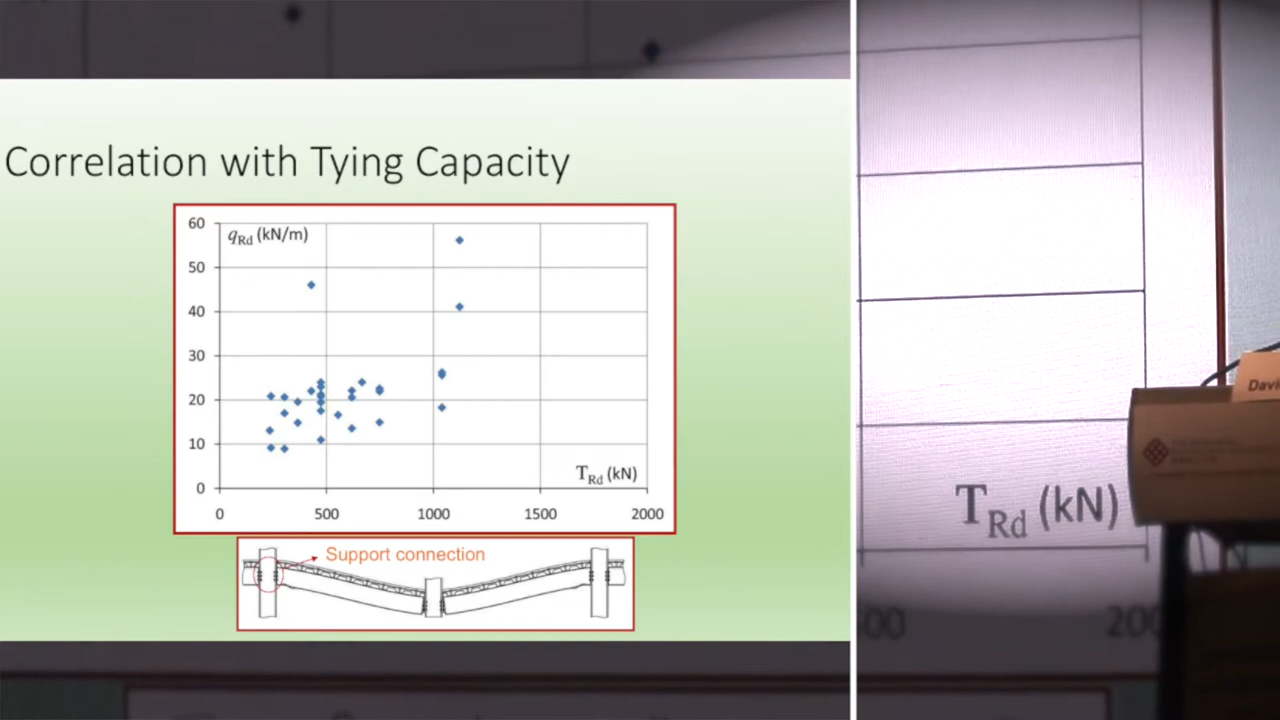 Correlation with Tying Capacity
60
qRd (kN/m)
50
40
30
20
10
TRd (kN)
0
0 500 1000 1500 2000
Support connection
TRd (kN)